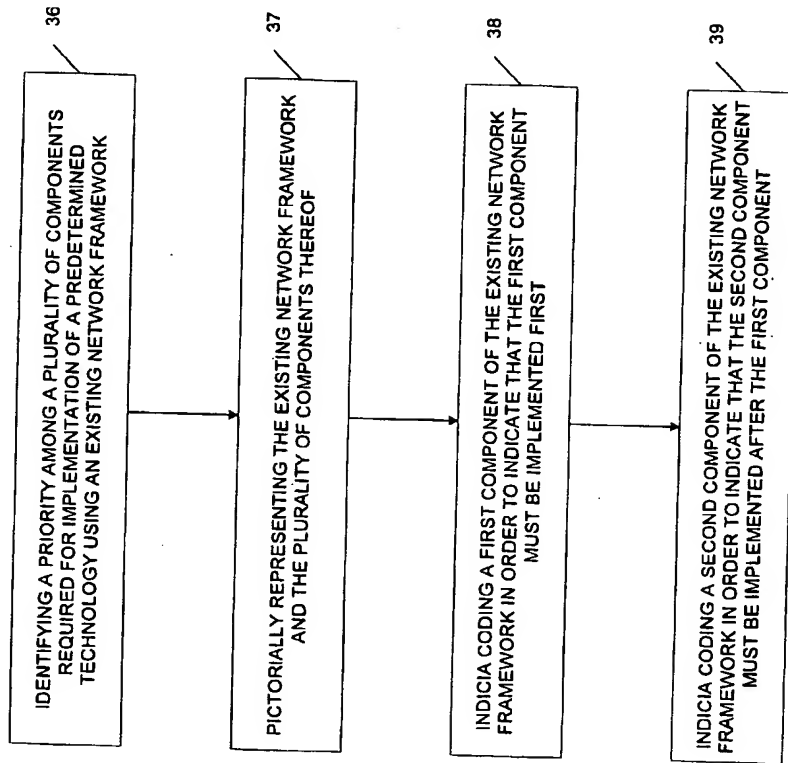 36
IDENTIFYING A PRIORITY AMONG A PLURALITY OF COMPONENTS
REQUIRED FOR IMPLEMENTATION OF A PREDETERMINED
TECHNOLOGY USING AN EXISTING NETWORK FRAMEWORK
37
PICTORIALLY REPRESENTING THE EXISTING NETWORK FRAMEWORK
AND THE PLURALITY OF COMPONENTS THEREOF
38
INDICIA CODING A FIRST COMPONENT OF THE EXISTING NETWORK
FRAMEWORK IN ORDER TO INDICATE THAT THE FIRST COMPONENT
MUST BE IMPLEMENTED FIRST
39
INDICIA CODING A SECOND COMPONENT OF THE EXISTING NETWORK
FRAMEWORK IN ORDER TO INDICATE THAT THE SECOND COMPONENT
MUST BE IMPLEMENTED AFTER THE FIRST COMPONENT